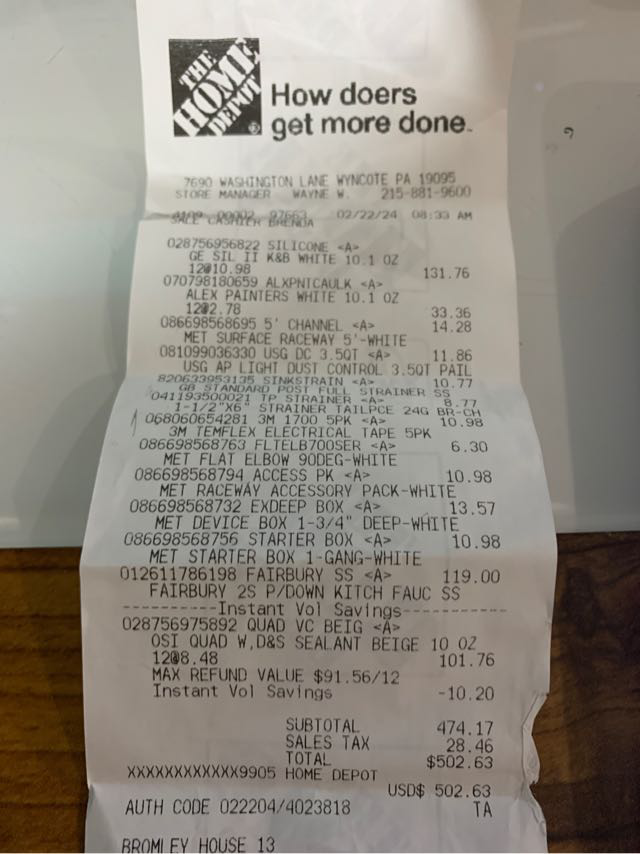 THE
HOME
DEPOT
How doers
get more done.
7690 WASHINGTON LANE WYNCOTE PA 19095
STORE MANAGER WAYNE W. 215-881-9600
02/22/24 08:33 AM
SALE CASHIER BRENDA
028756956822 SILICONE <A>
GE SIL II K&B WHITE 10.1 OZ
12@10.98 131.76
070798180659 ALXPNTCAULK <A>
ALEX PAINTERS WHITE 10.1 OZ
12@2.78 33.36
086698568695 5' CHANNEL <A> 14.28
MET SURFACE RACEWAY 5'-WHITE
081099036330 USG DC 3.5QT <A> 11.86
USG AP LIGHT DUST CONTROL 3.5QT PAIL
820633953135 SINKSTRAIN <A> 10.77
GB STANDARD POST FULL STRAINER SS
041193500021 TP STRAINER <A> 8.77
1-1/2"X6" STRAINER TAILPCE 24G BR-CH
068060654281 3M 1700 5PK <A> 10.98
3M TEMFLEX ELECTRICAL TAPE 5PK
086698568763 FLTELB700SER <A> 6.30
MET FLAT ELBOW 90DEG-WHITE
086698568794 ACCESS PK <A> 10.98
MET RACEWAY ACCESSORY PACK-WHITE
086698568732 EXDEEP BOX <A> 13.57
MET DEVICE BOX 1-3/4" DEEP-WHITE
086698568756 STARTER BOX <A> 10.98
MET STARTER BOX 1-GANG-WHITE
012611786198 FAIRBURY SS <A> 119.00
FAIRBURY 2S P/DOWN KITCH FAUC SS
----------Instant Vol Savings-----------
028756975892 QUAD VC BEIG <A>
OSI QUAD W,D&S SEALANT BEIGE 10 OZ
12@8.48 101.76
MAX REFUND VALUE $91.56/12
Instant Vol Savings -10.20
SUBTOTAL 474.17
SALES TAX 28.46
TOTAL $502.63
XXXXXXXXXXXX9905 HOME DEPOT
USD$ 502.63
AUTH CODE 022204/4023818 TA
BROMLEY HOUSE 13